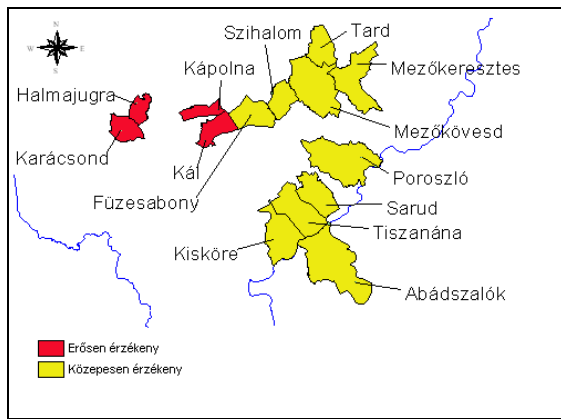 N
W E
N
Szihalom
Tard
Kápolna
Mezőkeresztes
Halmajugra
Mezőkövesd
Karácsond
Kál
Poroszló
Füzesabony
Sarud
Tiszanána
Kisköre
Abádszalók
Erősen érzékeny
Közepesen érzékeny